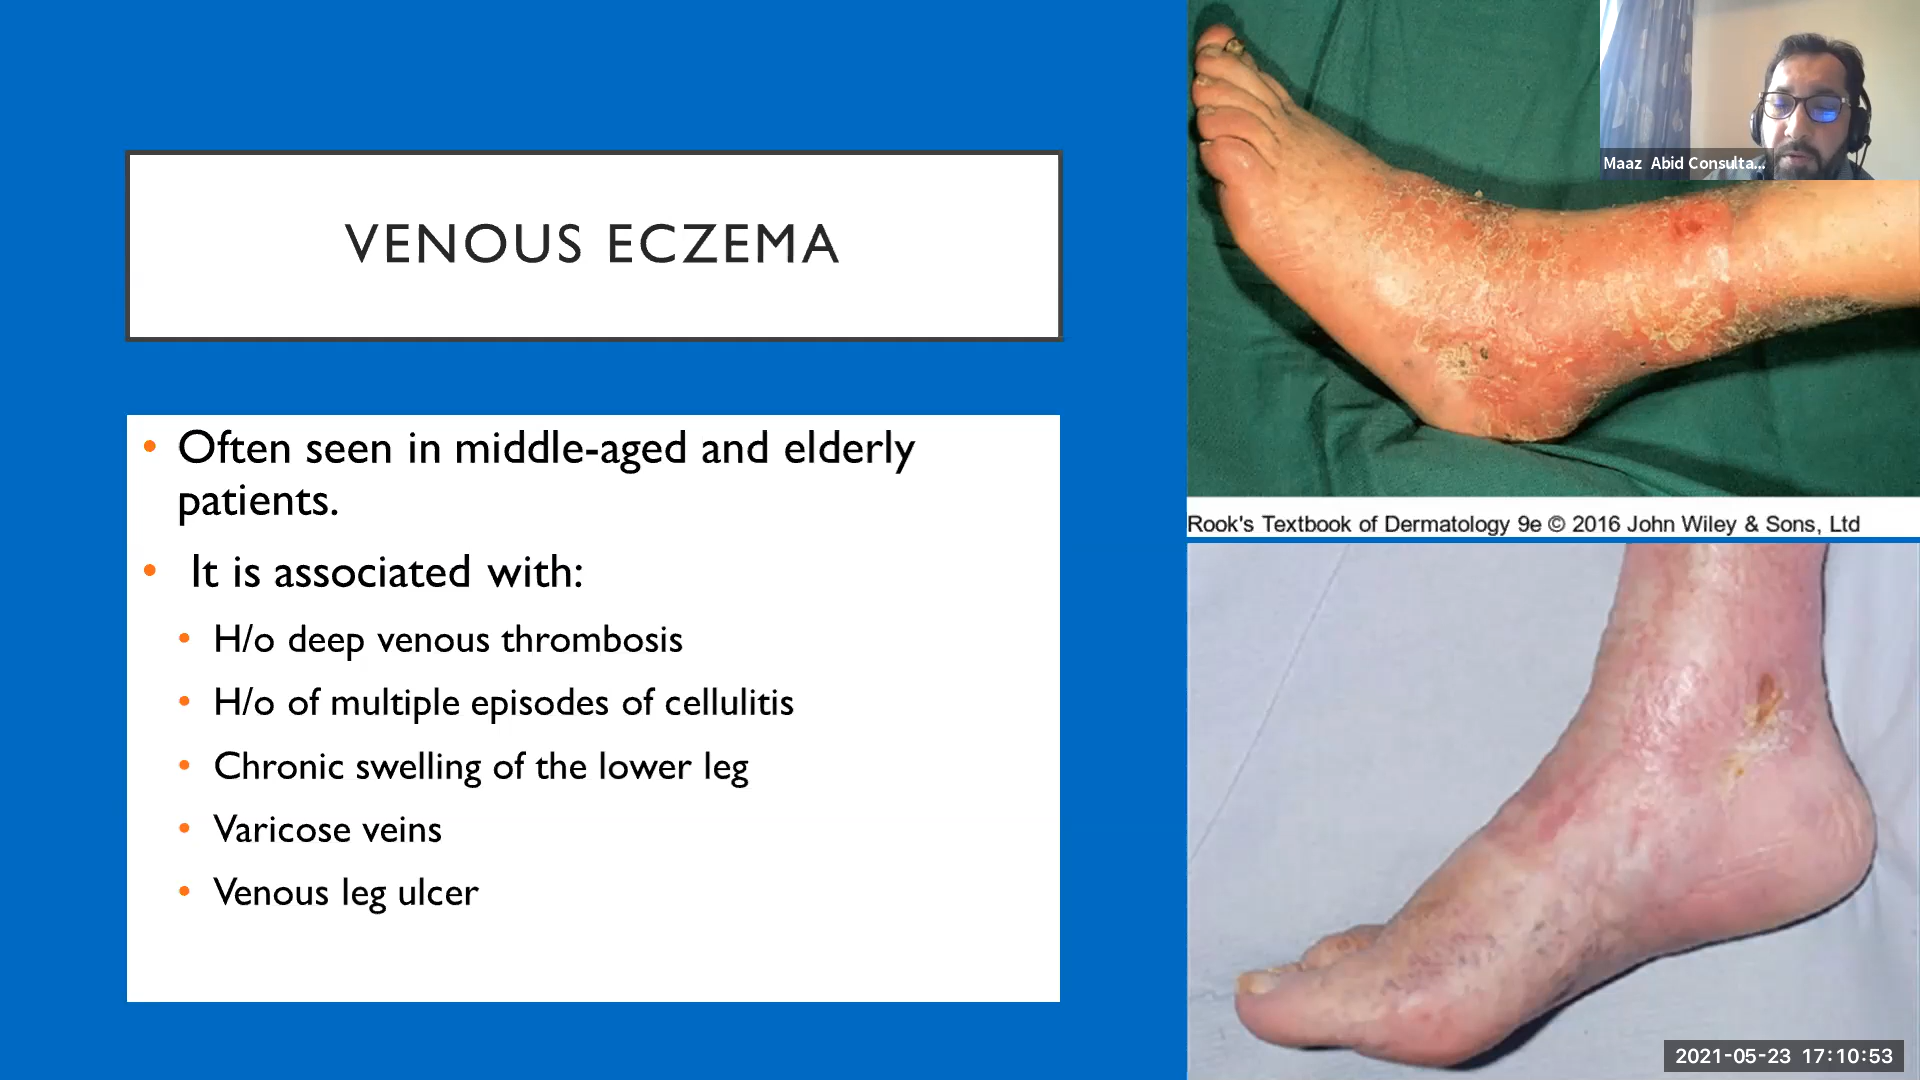 VENOUS ECZEMA
• Often seen in middle-aged and elderly
patients.
• It is associated with:
• H/o deep venous thrombosis
• H/o of multiple episodes of cellulitis
• Chronic swelling of the lower leg
• Varicose veins
• Venous leg ulcer
Maaz Abid Consulta...
Rook's Textbook of Dermatology 9e © 2016 John Wiley & Sons, Ltd
2021-05-23 17:10:53